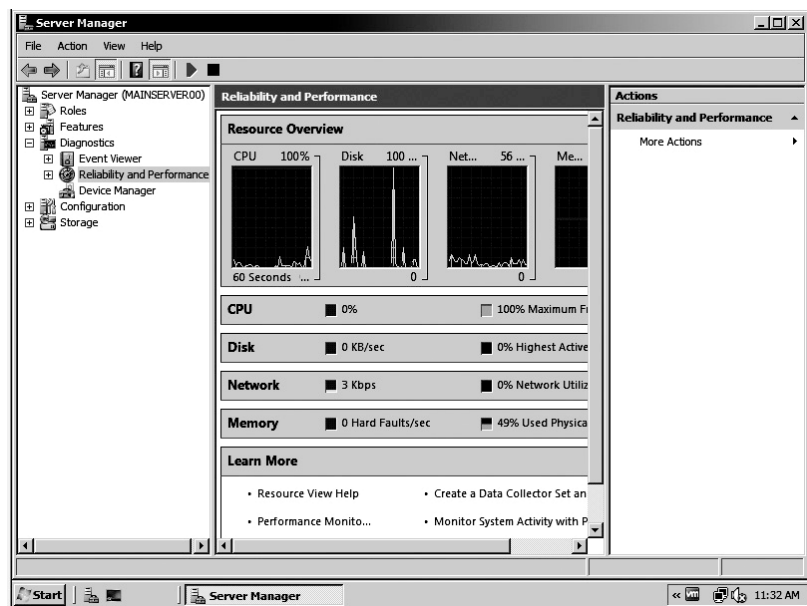 Server Manager
File Action View Help
Server Manager (MAINSERVER00)
Roles
Features
Diagnostics
Event Viewer
Reliability and Performance
Device Manager
Configuration
Storage
Reliability and Performance
Resource Overview
CPU 100%
Disk 100 ...
Net... 56 ...
Me...
60 Seconds ...
0
0
CPU 0% 100% Maximum Fr
Disk 0 KB/sec 0% Highest Active
Network 3 Kbps 0% Network Utiliz
Memory 0 Hard Faults/sec 49% Used Physica
Learn More
• Resource View Help • Create a Data Collector Set an
• Performance Monito... • Monitor System Activity with P
Actions
Reliability and Performance
More Actions
Start Server Manager 11:32 AM